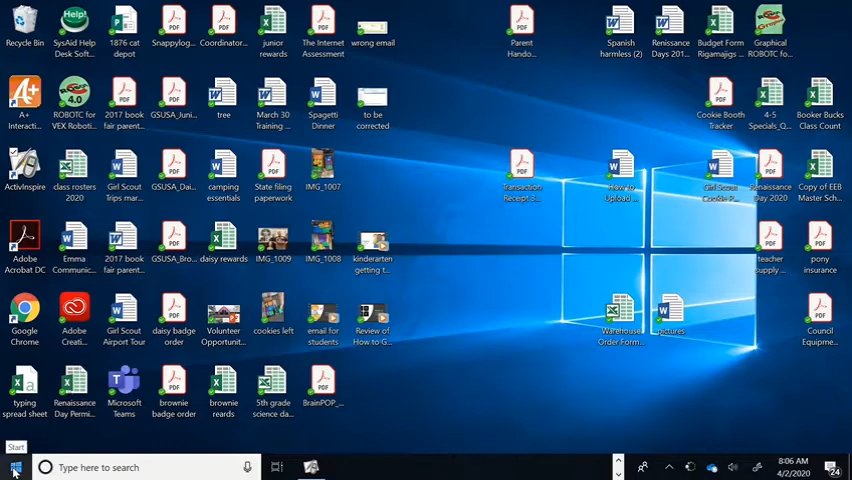 Recycle Bin
SysAid Help
Desk Soft...
1876 cat
depot
Snappylog...
Coordinator...
junior
rewards
The Internet
Assessment
wrong email
Parent
Hando...
Spanish
harmless (2)
Renissance
Days 201...
Budget Form
Rigamajigs ...
Graphical
ROBOTC fo...
A+
Interacti...
ROBOTC for
VEX Roboti...
2017 book
fair parent...
GSUSA_Juni...
tree
March 30
Training ...
Spagetti
Dinner
to be
corrected
Cookie Booth
Tracker
4-5
Specials_Q...
Booker Bucks
Class Count
ActivInspire
class rosters
2020
Girl Scout
Trips mar...
GSUSA_Dai...
camping
essentials
State filing
paperwork
IMG_1007
Transaction
Receipt 3...
How to
Upload ...
Girl Scout
Cookie P...
Renaissance
Day 2020
Copy of EEB
Master Sch...
Adobe
Acrobat DC
Emma
Communic...
2017 book
fair parent...
GSUSA_Bro...
daisy rewards
IMG_1009
IMG_1008
kinderarten
getting t...
teacher
supply ...
pony
insurance
Google
Chrome
Adobe
Creati...
Girl Scout
Airport Tour
daisy badge
order
Volunteer
Opportunit...
cookies left
email for
students
Review of
How to G...
Warehouse
Order Form...
pictures
Council
Equipme...
typing
spread sheet
Renaissance
Day Permi...
Microsoft
Teams
brownie
badge order
brownie
reards
5th grade
science da...
BrainPOP_...
Start
Type here to search
8:06 AM
4/2/2020
24